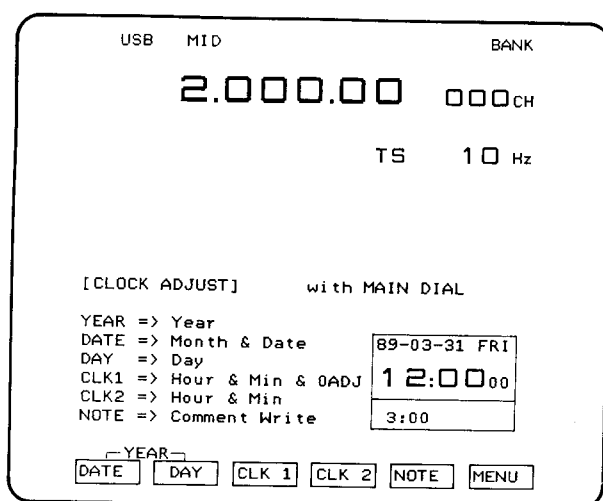 USB MID BANK
2.000.00 000CH
TS 10 Hz
[CLOCK ADJUST] with MAIN DIAL
YEAR => Year
DATE => Month & Date
DAY => Day
CLK1 => Hour & Min & 0ADJ
CLK2 => Hour & Min
NOTE => Comment Write
89-03-31 FRI
12:00 00
3:00
YEAR
DATE DAY CLK 1 CLK 2 NOTE MENU